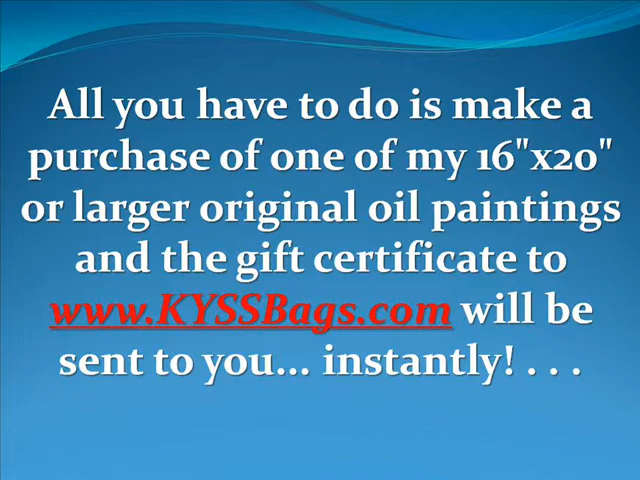 All you have to do is make a
purchase of one of my 16"x20"
or larger original oil paintings
and the gift certificate to
www.KYSSBags.com will be
sent to you... instantly! . . .